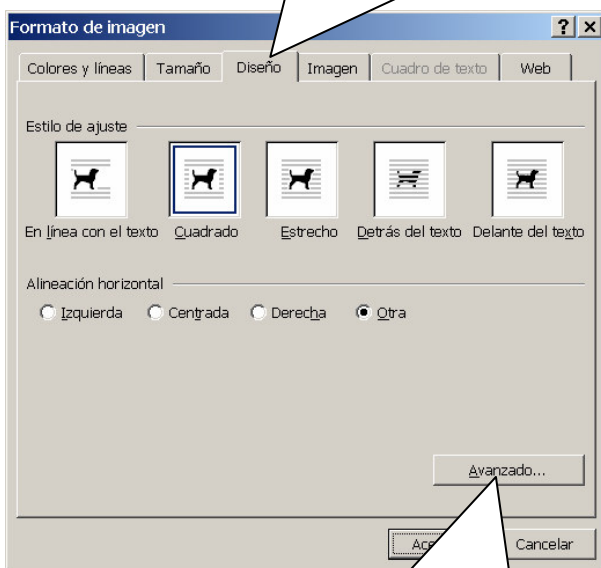 Formato de imagen
Colores y líneas Tamaño Diseño Imagen Cuadro de texto Web
Estilo de ajuste
En línea con el texto Cuadrado Estrecho Detrás del texto Delante del texto
Alineación horizontal
Izquierda Centrada Derecha Otra
Avanzado...
Cancelar